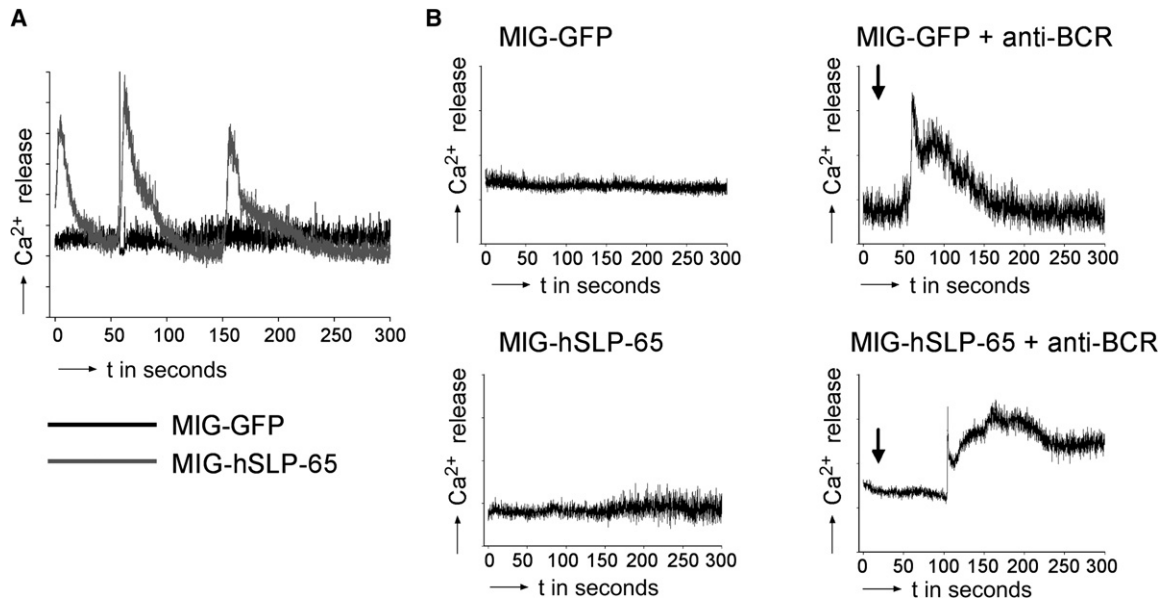 A
Ca2+ release
0 50 100 150 200 250 300
t in seconds
MIG-GFP
MIG-hSLP-65
B
MIG-GFP
Ca2+ release
0 50 100 150 200 250 300
t in seconds
MIG-GFP + anti-BCR
Ca2+ release
0 50 100 150 200 250 300
t in seconds
MIG-hSLP-65
Ca2+ release
0 50 100 150 200 250 300
t in seconds
MIG-hSLP-65 + anti-BCR
Ca2+ release
0 50 100 150 200 250 300
t in seconds